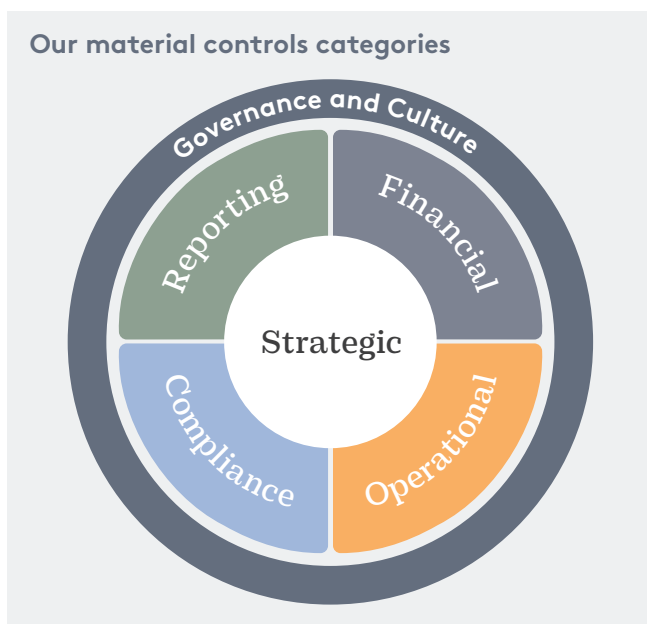 Our material controls categories
Governance and Culture
Reporting
Financial
Strategic
Compliance
Operational